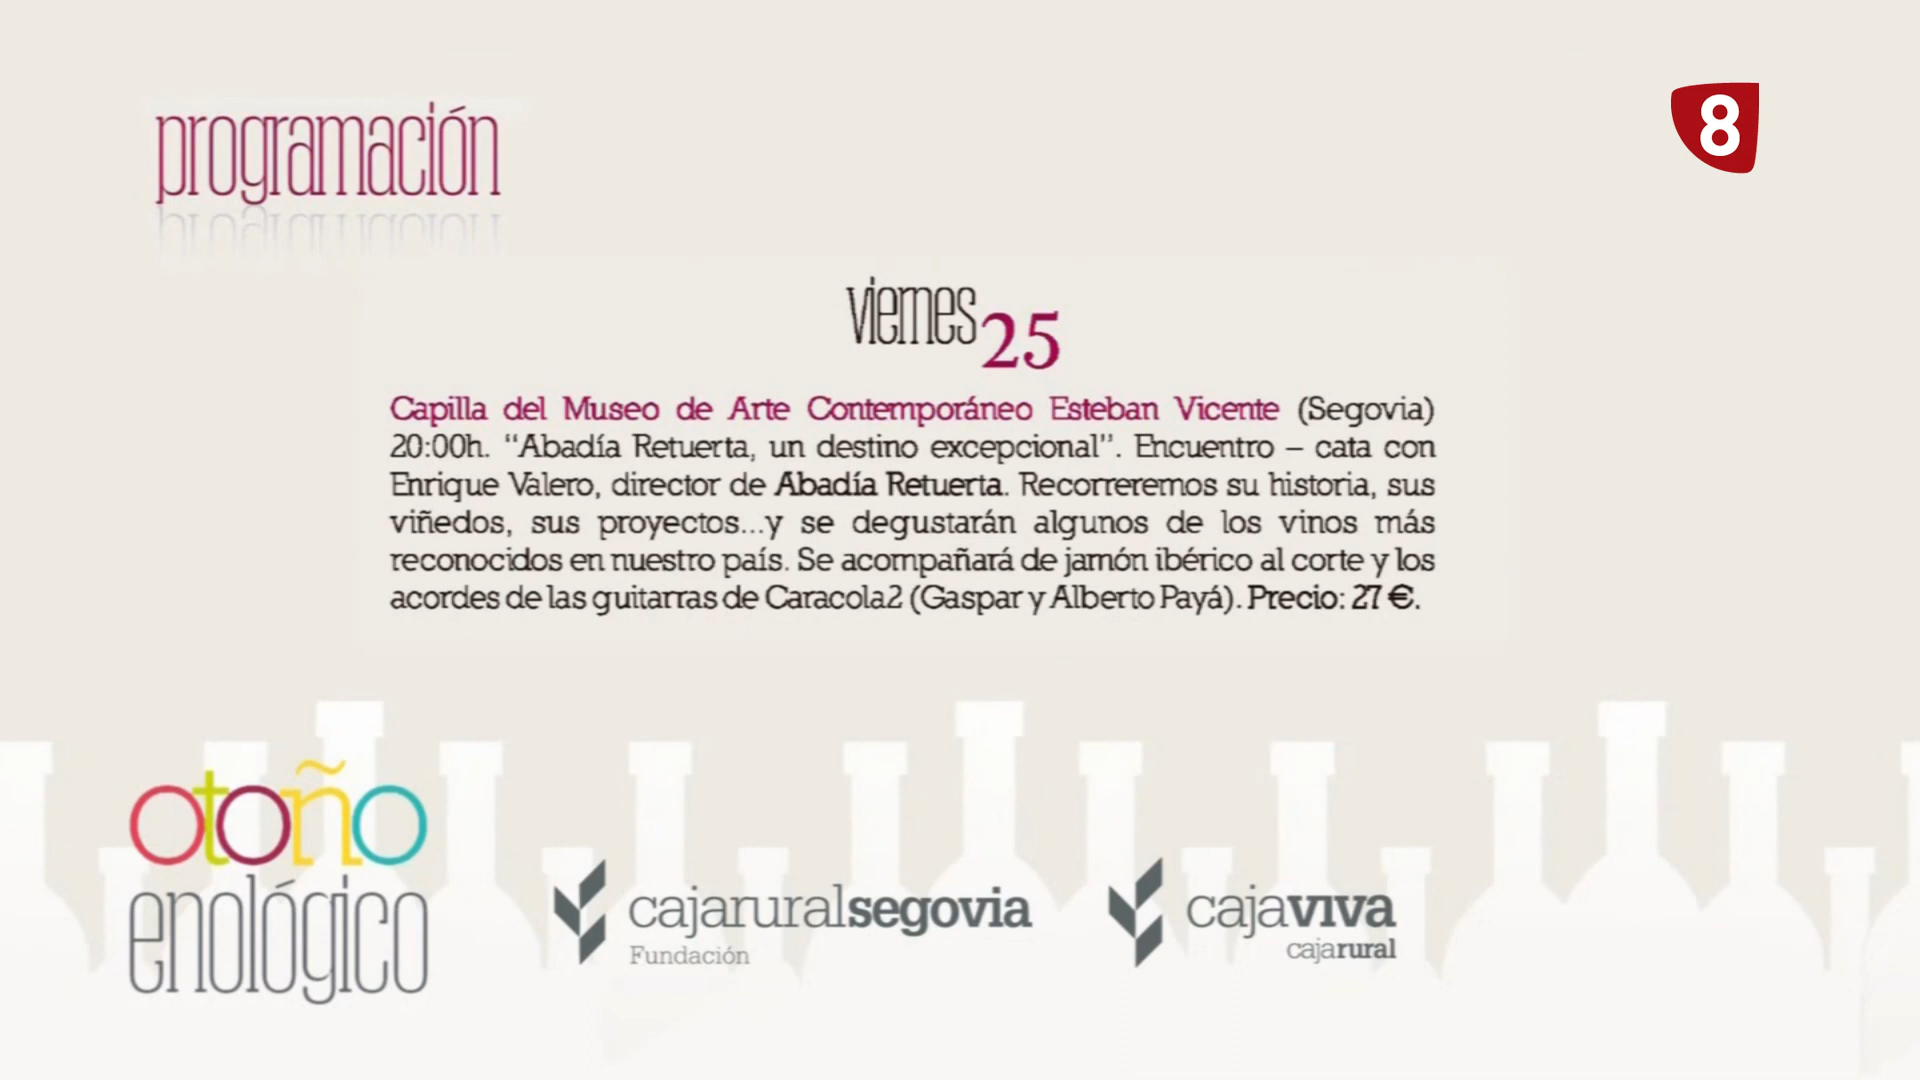 programación
8
viernes 25
Capilla del Museo de Arte Contemporáneo Esteban Vicente (Segovia)
20:00h. “Abadía Retuerta, un destino excepcional”. Encuentro – cata con
Enrique Valero, director de Abadía Retuerta. Recorreremos su historia, sus
viñedos, sus proyectos...y se degustarán algunos de los vinos más
reconocidos en nuestro país. Se acompañará de jamón ibérico al corte y los
acordes de las guitarras de Caracola2 (Gaspar y Alberto Payá). Precio: 27 €.
otoño
enológico
cajaruralsegovia
Fundación
cajaviva
cajarural